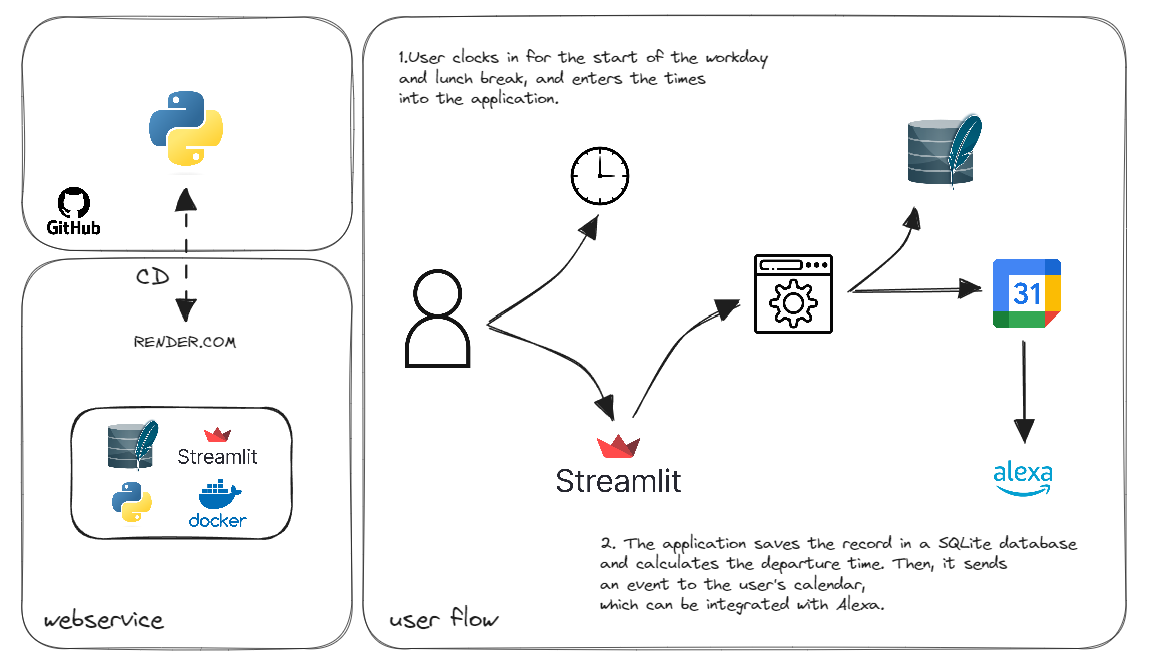 GitHub
CD
RENDER.COM
Streamlit
docker
webservice
1.User clocks in for the start of the workday
and lunch break, and enters the times
into the application.
31
Streamlit
alexa
2. The application saves the record in a SQLite database
and calculates the departure time. Then, it sends
an event to the user's calendar,
which can be integrated with Alexa.
user flow